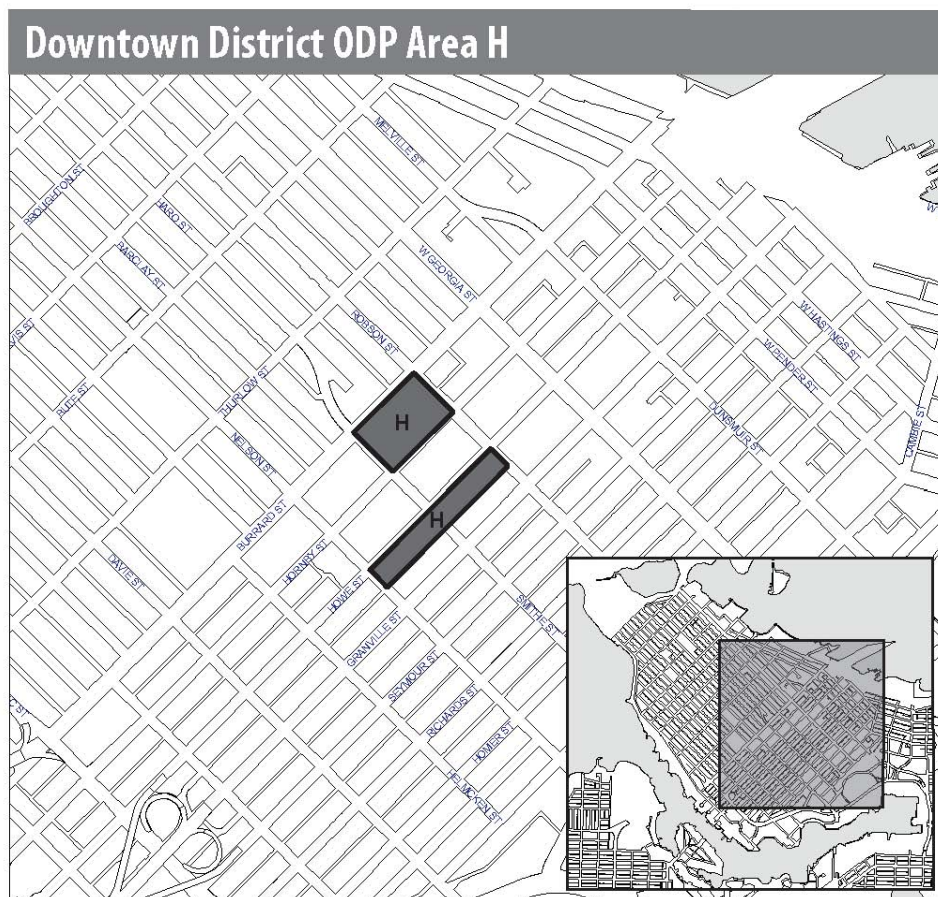 Downtown District ODP Area H
MELVILLE ST
BROUGHTON ST
HARO ST
BARCLAY ST
W GEORGIA ST
ROBSON ST
W HASTINGS ST
W PENDER ST
THURLOW ST
BUTE ST
DUNSMUIR ST
CAMBIE ST
H
NELSON ST
H
BURRARD ST
HORNBY ST
DAVIE ST
HOWE ST
SMITHE ST
GRANVILLE ST
SEYMOUR ST
RICHARDS ST
HOMER ST
HELMCKEN ST